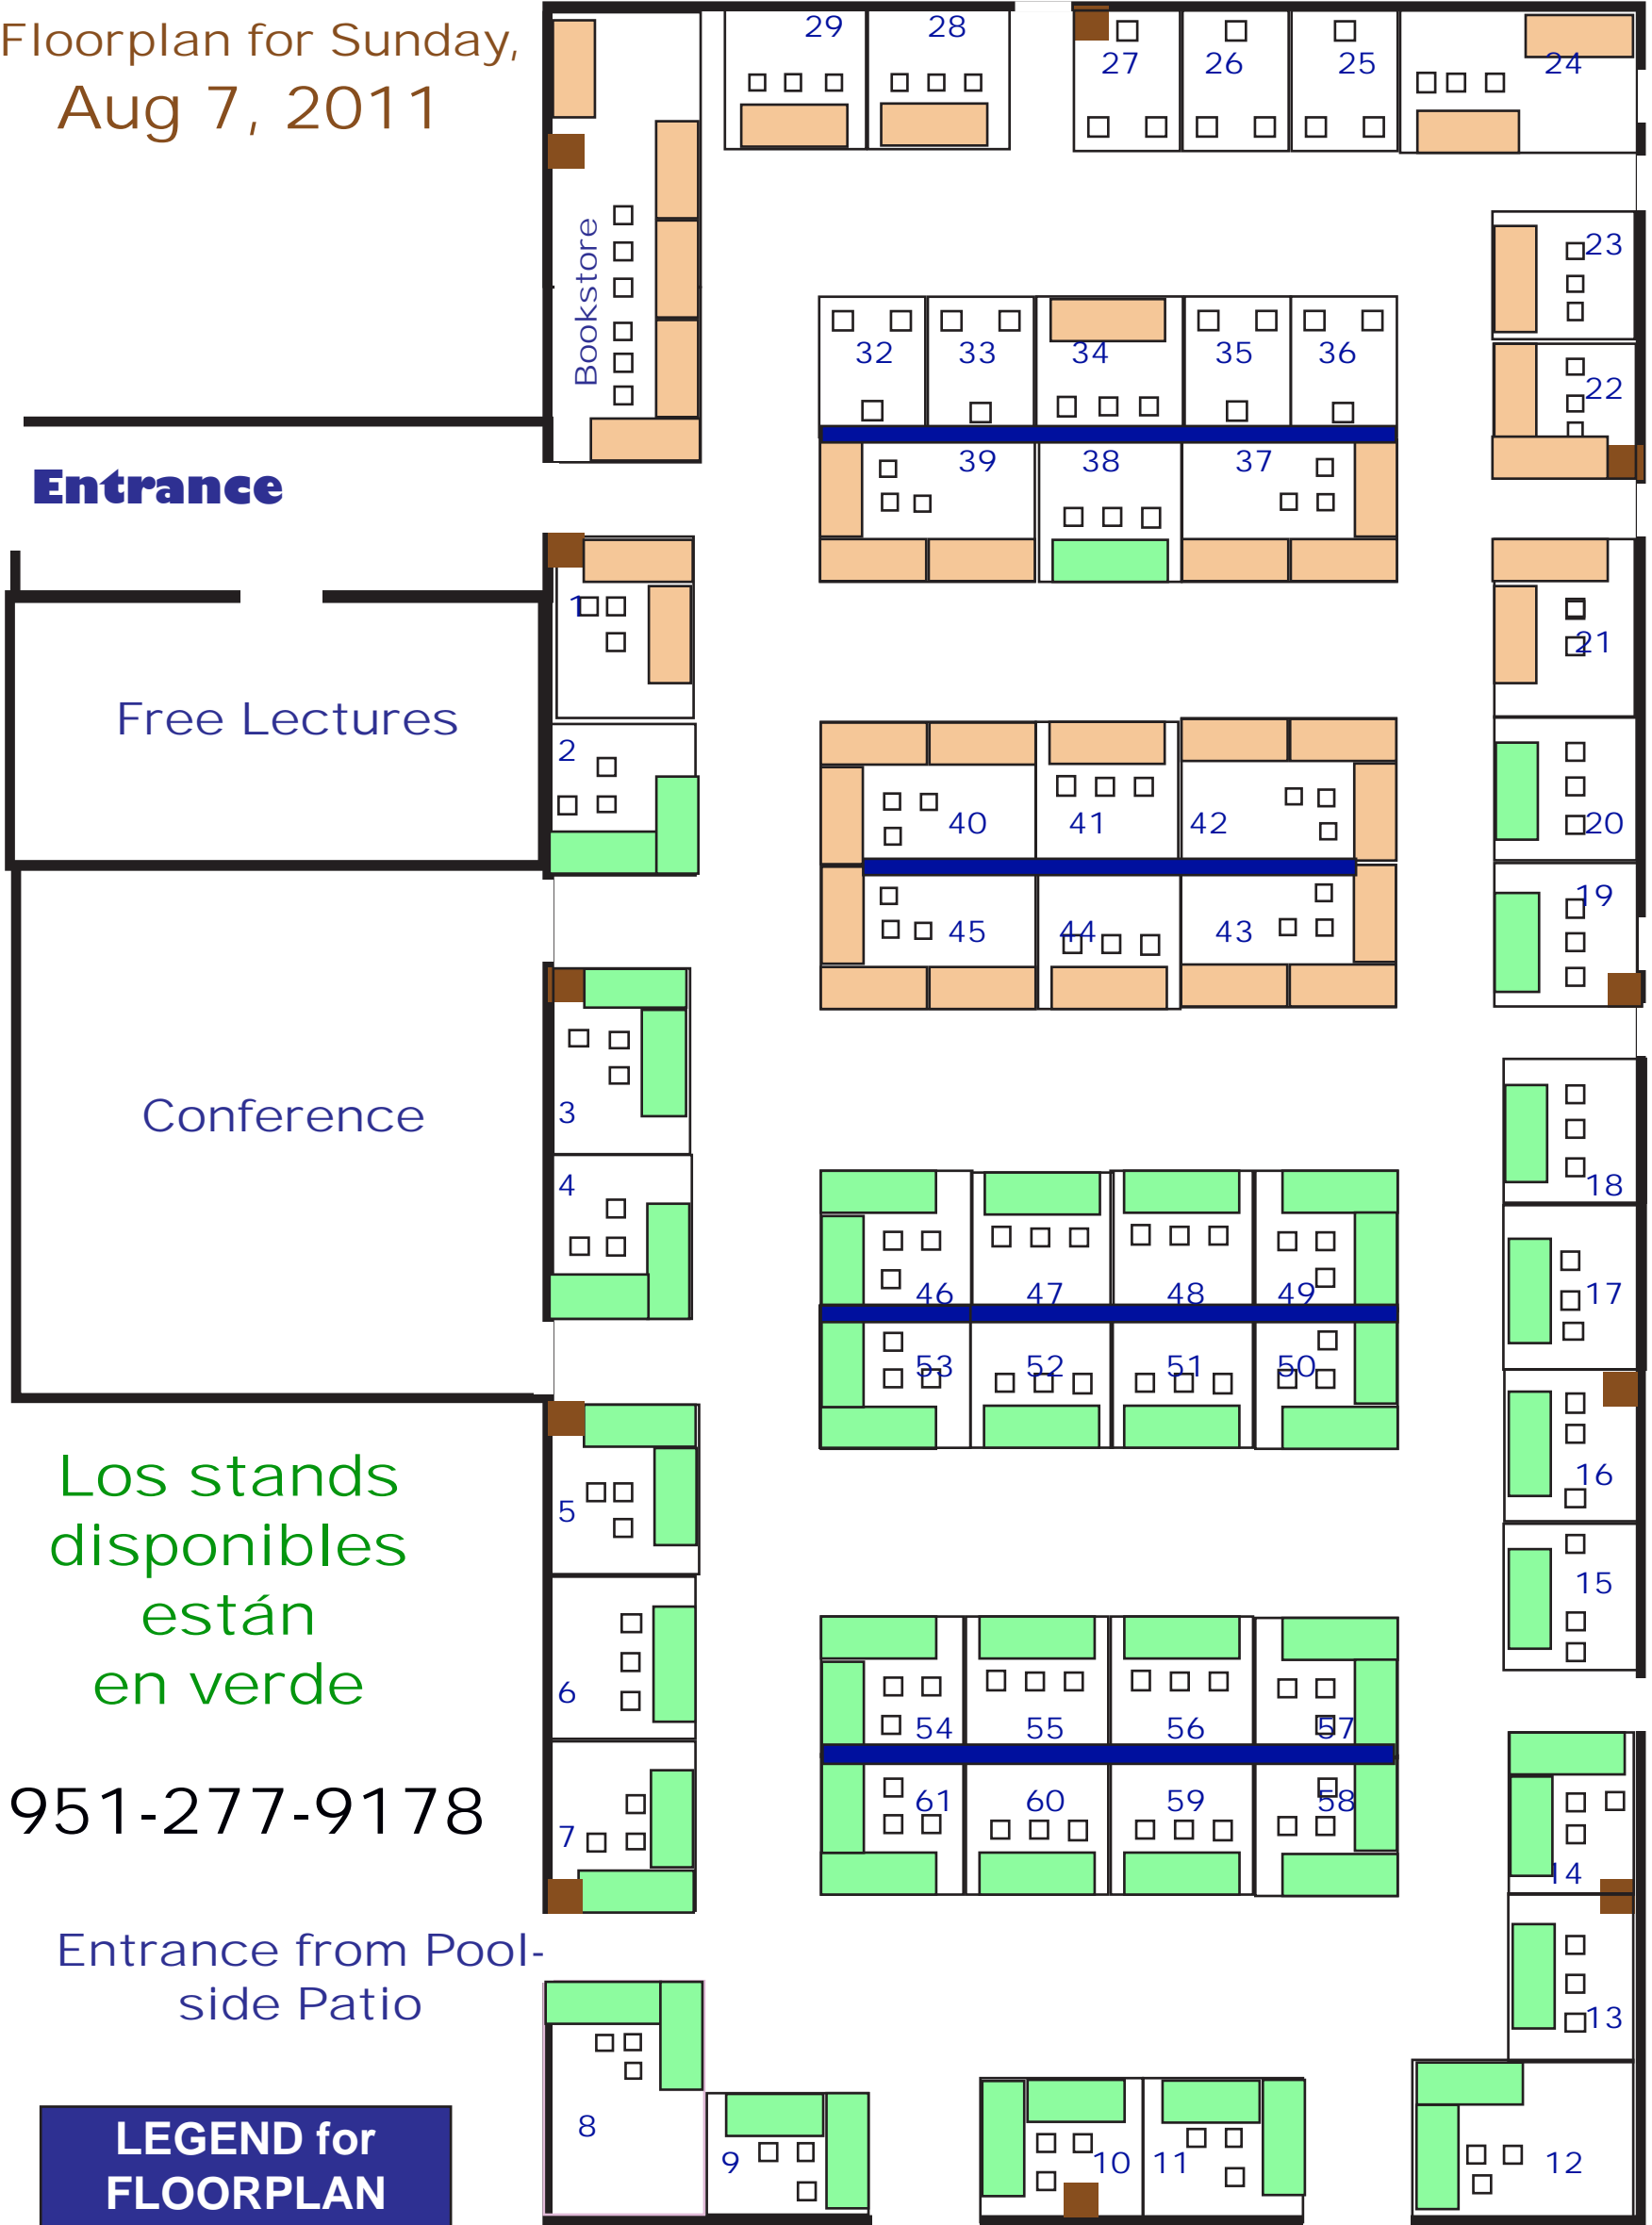 Floorplan for Sunday,
Aug 7, 2011
29 28 27 26 25 24
23
Bookstore
32 33 34 35 36
22
39 38 37
Entrance
1
21
Free Lectures
2
40 41 42
20
19
45 44 43
Conference
3
4
18
46 47 48 49
17
53 52 51 50
Los stands
disponibles
están
en verde
5
16
15
6
54 55 56 57
951-277-9178
61 60 59 58
7
14
Entrance from Pool-
side Patio
13
8
9
10 11
12
LEGEND for
FLOORPLAN